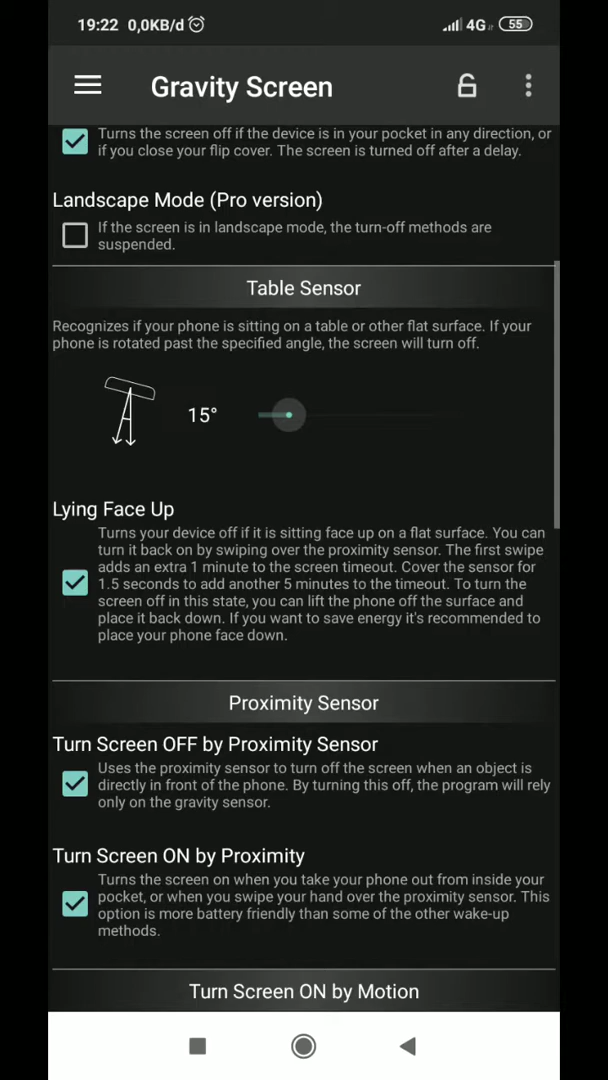 19:22 0,0KB/d 4G 55
Gravity Screen
Turns the screen off if the device is in your pocket in any direction, or
if you close your flip cover. The screen is turned off after a delay.
Landscape Mode (Pro version)
If the screen is in landscape mode, the turn-off methods are
suspended.
Table Sensor
Recognizes if your phone is sitting on a table or other flat surface. If your
phone is rotated past the specified angle, the screen will turn off.
15°
Lying Face Up
Turns your device off if it is sitting face up on a flat surface. You can
turn it back on by swiping over the proximity sensor. The first swipe
adds an extra 1 minute to the screen timeout. Cover the sensor for
1.5 seconds to add another 5 minutes to the timeout. To turn the
screen off in this state, you can lift the phone off the surface and
place it back down. If you want to save energy it's recommended to
place your phone face down.
Proximity Sensor
Turn Screen OFF by Proximity Sensor
Uses the proximity sensor to turn off the screen when an object is
directly in front of the phone. By turning this off, the program will rely
only on the gravity sensor.
Turn Screen ON by Proximity
Turns the screen on when you take your phone out from inside your
pocket, or when you swipe your hand over the proximity sensor. This
option is more battery friendly than some of the other wake-up
methods.
Turn Screen ON by Motion